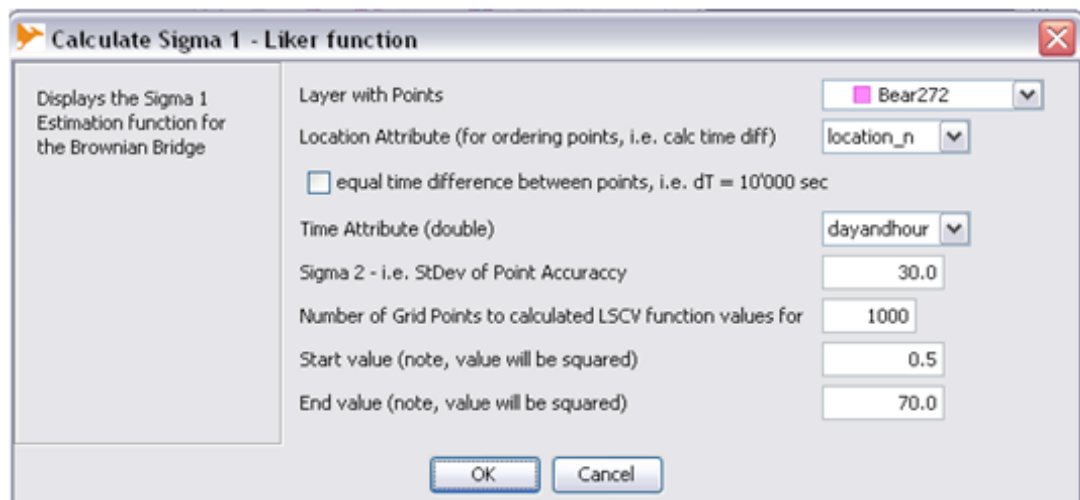 Calculate Sigma 1 - Liker function
Displays the Sigma 1
Estimation function for
the Brownian Bridge
Layer with Points
Bear272
Location Attribute (for ordering points, i.e. calc time diff)
location_n
equal time difference between points, i.e. dT = 10'000 sec
Time Attribute (double)
dayandhour
Sigma 2 - i.e. StDev of Point Accuraccy
30.0
Number of Grid Points to calculated LSCV function values for
1000
Start value (note, value will be squared)
0.5
End value (note, value will be squared)
70.0
OK
Cancel